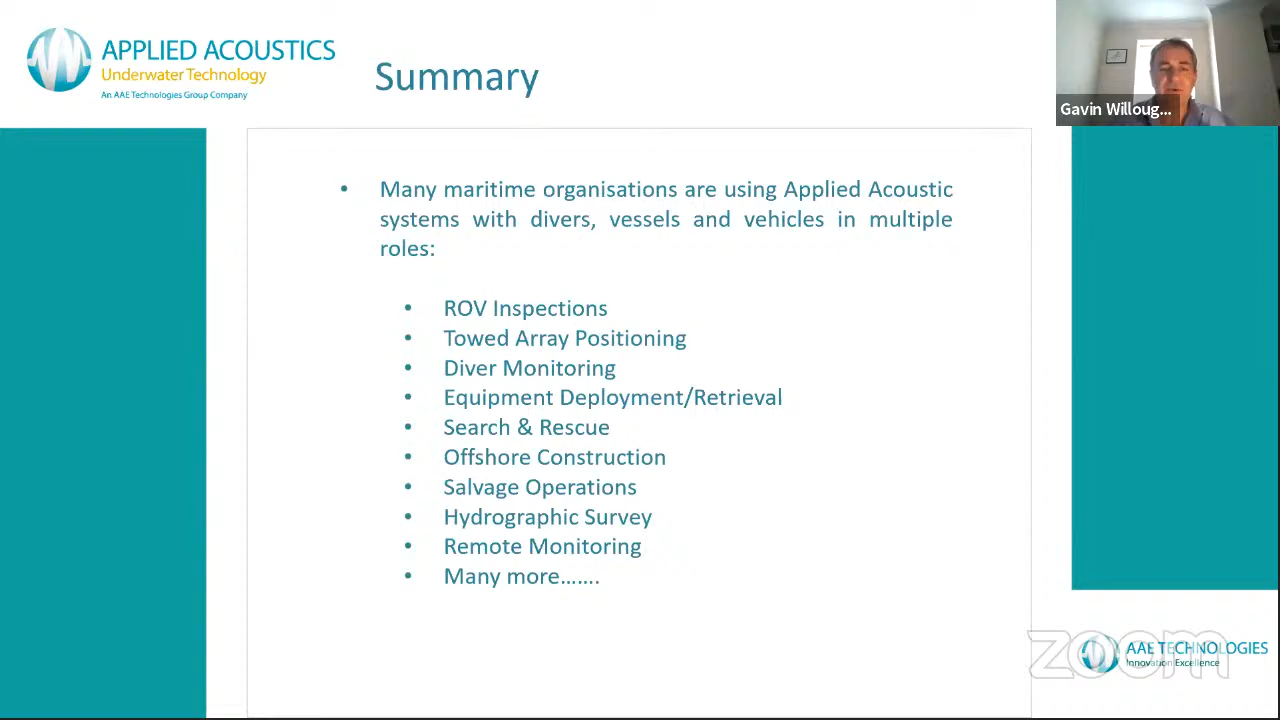 APPLIED ACOUSTICS
Underwater Technology
An AAE Technologies Group Company
Summary
Gavin Willoug...
• Many maritime organisations are using Applied Acoustic
systems with divers, vessels and vehicles in multiple
roles:
• ROV Inspections
• Towed Array Positioning
• Diver Monitoring
• Equipment Deployment/Retrieval
• Search & Rescue
• Offshore Construction
• Salvage Operations
• Hydrographic Survey
• Remote Monitoring
• Many more…….
zoom
AAE TECHNOLOGIES
Innovation Excellence